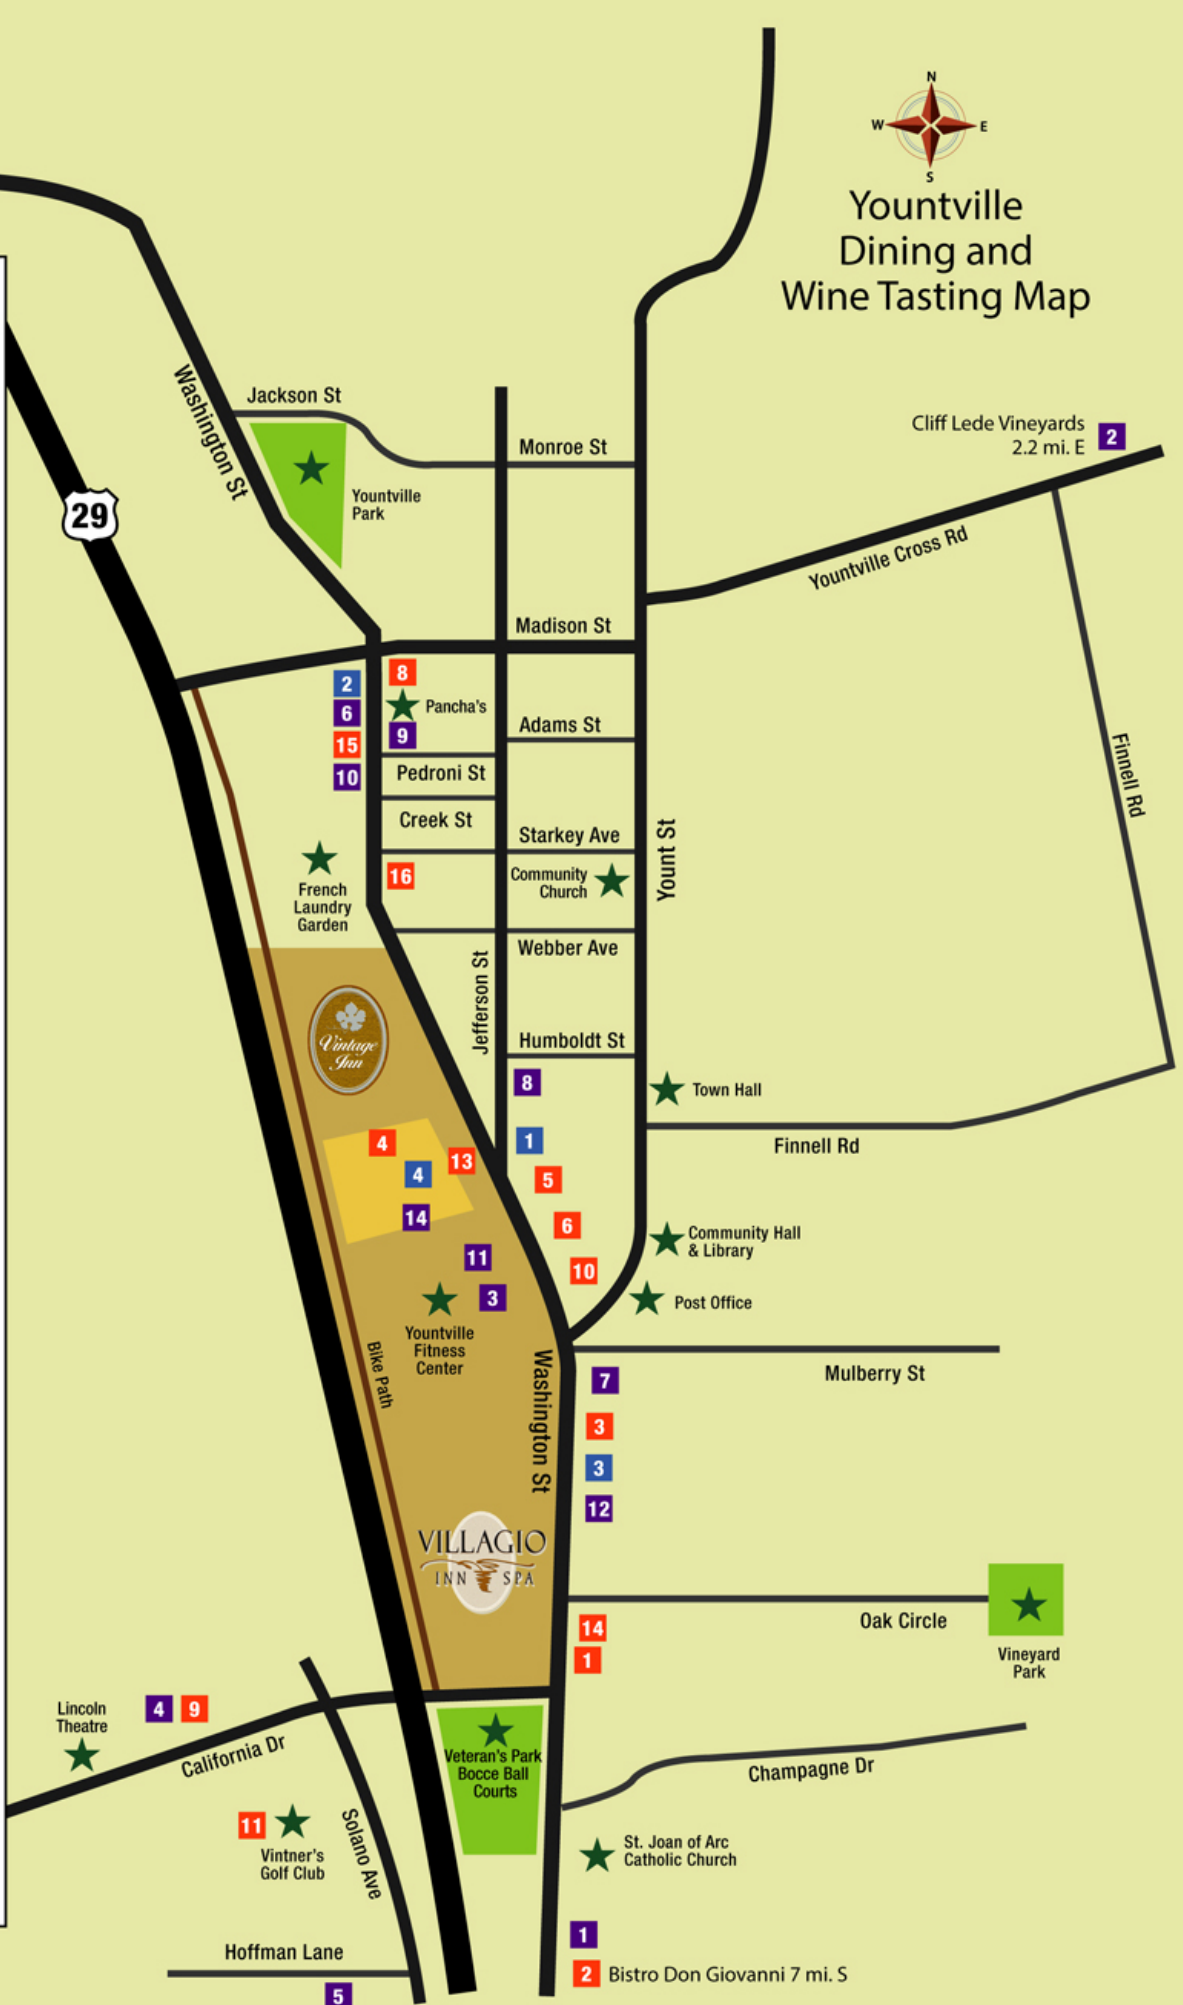 N
W
E
S
Yountville
Dining and
Wine Tasting Map
Washington St
Jackson St
Monroe St
Cliff Lede Vineyards
2.2 mi. E
2
Yountville
Park
29
Yountville Cross Rd
Madison St
2
8
6
Pancha's
9
15
10
Adams St
Pedroni St
Finnell Rd
Creek St
Starkey Ave
Yount St
16
Community
Church
French
Laundry
Garden
Webber Ave
Jefferson St
Vintage
Inn
Humboldt St
8
Town Hall
1
Finnell Rd
4
13
4
5
14
6
Community Hall
& Library
11
10
3
Post Office
Yountville
Fitness
Center
Bike Path
Washington St
Mulberry St
7
3
3
12
VILLAGIO
INN SPA
Oak Circle
14
1
Vineyard
Park
Lincoln
Theatre
4
9
California Dr
Veteran's Park
Bocce Ball
Courts
Champagne Dr
11
Vintner's
Golf Club
Solano Ave
St. Joan of Arc
Catholic Church
1
Hoffman Lane
2
Bistro Don Giovanni 7 mi. S
5